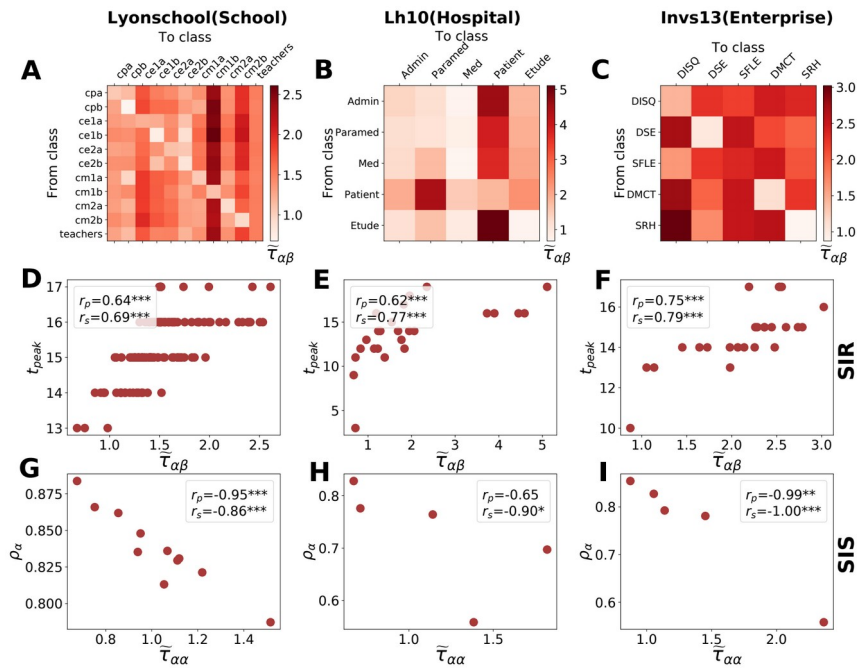 Lyonschool(School)
Lh10(Hospital)
Invs13(Enterprise)
To class
To class
To class
A
cpa
cpb
ce1a
ce1b
ce2a
ce2b
cm1a
cm1b
cm2a
cm2b
teachers
B
Admin
Paramed
Med
Patient
Etude
C
DISQ
DSE
SFLE
DMCT
SRH
From class
cpa
cpb
ce1a
ce1b
ce2a
ce2b
cm1a
cm1b
cm2a
cm2b
teachers
2.5
2.0
1.5
1.0
τ̃αβ
From class
Admin
Paramed
Med
Patient
Etude
5
4
3
2
1
τ̃αβ
From class
DISQ
DSE
SFLE
DMCT
SRH
3.0
2.5
2.0
1.5
1.0
τ̃αβ
D
rp=0.64***
rs=0.69***
tpeak
17
16
15
14
13
1.0 1.5 2.0 2.5
τ̃αβ
E
rp=0.62***
rs=0.77***
tpeak
15
10
5
1 2 3 4 5
τ̃αβ
F
rp=0.75***
rs=0.79***
tpeak
16
14
12
10
1.0 1.5 2.0 2.5 3.0
τ̃αβ
SIR
G
rp=-0.95***
rs=-0.86***
ρα
0.875
0.850
0.825
0.800
0.8 1.0 1.2 1.4
τ̃αα
H
rp=-0.65
rs=-0.90*
ρα
0.8
0.7
0.6
1.0 1.5
τ̃αα
I
rp=-0.99**
rs=-1.00***
ρα
0.8
0.6
1.0 1.5 2.0
τ̃αα
SIS